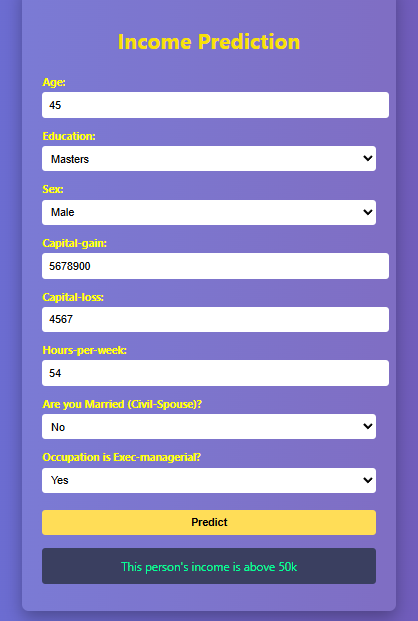 Income Prediction
Age:
45
Education:
Masters
Sex:
Male
Capital-gain:
5678900
Capital-loss:
4567
Hours-per-week:
54
Are you Married (Civil-Spouse)?
No
Occupation is Exec-managerial?
Yes
Predict
This person's income is above 50k